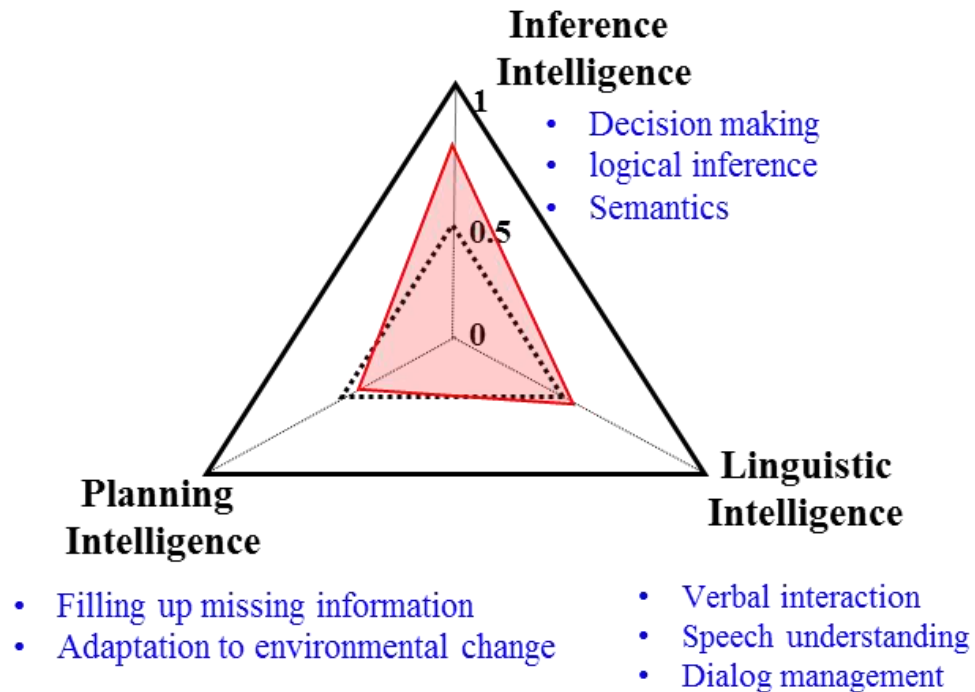 Inference
Intelligence
1
• Decision making
• logical inference
• Semantics
0.5
0
Planning
Intelligence
• Filling up missing information
• Adaptation to environmental change
Linguistic
Intelligence
• Verbal interaction
• Speech understanding
• Dialog management